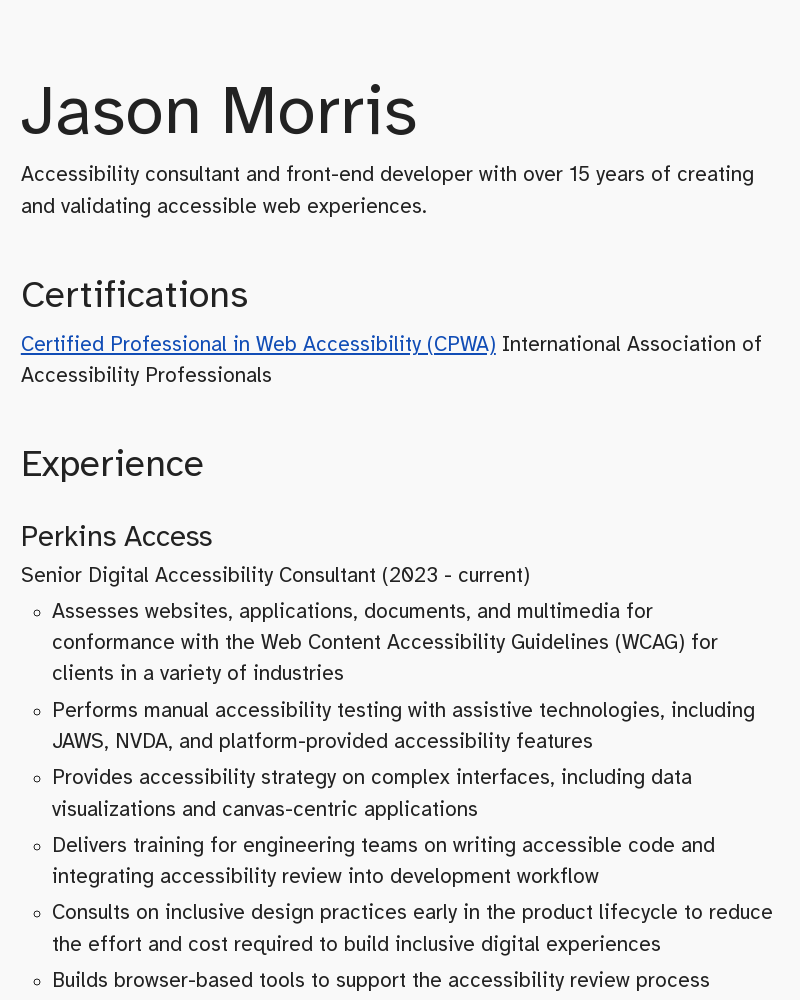 Jason Morris
Accessibility consultant and front-end developer with over 15 years of creating
and validating accessible web experiences.
Certifications
Certified Professional in Web Accessibility (CPWA) International Association of
Accessibility Professionals
Experience
Perkins Access
Senior Digital Accessibility Consultant (2023 - current)
Assesses websites, applications, documents, and multimedia for
conformance with the Web Content Accessibility Guidelines (WCAG) for
clients in a variety of industries
Performs manual accessibility testing with assistive technologies, including
JAWS, NVDA, and platform-provided accessibility features
Provides accessibility strategy on complex interfaces, including data
visualizations and canvas-centric applications
Delivers training for engineering teams on writing accessible code and
integrating accessibility review into development workflow
Consults on inclusive design practices early in the product lifecycle to reduce
the effort and cost required to build inclusive digital experiences
Builds browser-based tools to support the accessibility review process